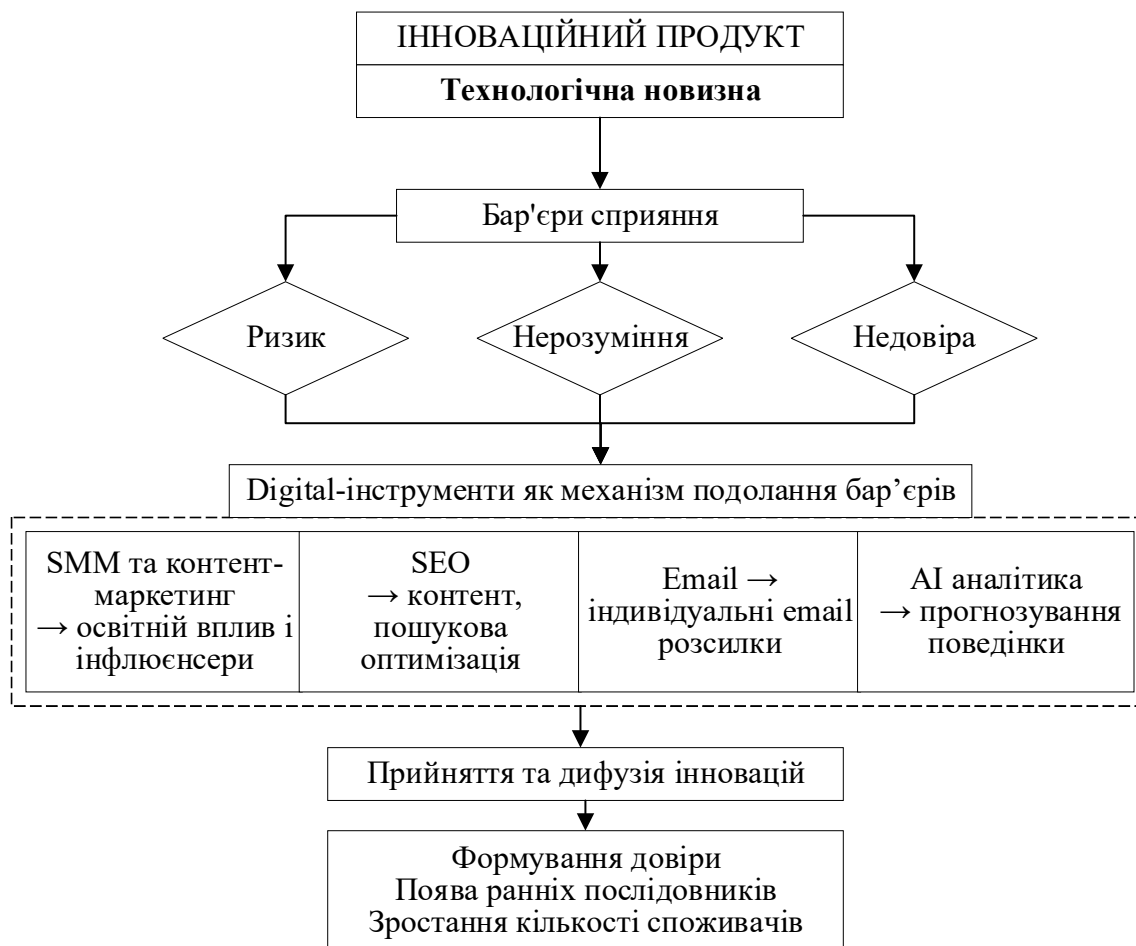 ІННОВАЦІЙНИЙ ПРОДУКТ
Технологічна новизна
Бар'єри сприяння
Ризик
Нерозуміння
Недовіра
Digital-інструменти як механізм подолання бар’єрів
SMM та контент-
маркетинг
→ освітній вплив і
інфлюєнсери
SEO
→ контент,
пошукова
оптимізація
Email →
індивідуальні email
розсилки
AI аналітика
→ прогнозування
поведінки
Прийняття та дифузія інновацій
Формування довіри
Поява ранніх послідовників
Зростання кількості споживачів